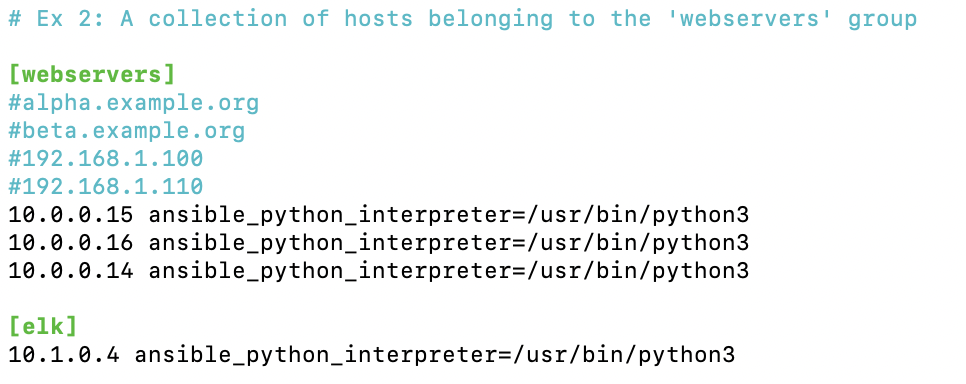 # Ex 2: A collection of hosts belonging to the 'webservers' group
[webservers]
#alpha.example.org
#beta.example.org
#192.168.1.100
#192.168.1.110
10.0.0.15 ansible_python_interpreter=/usr/bin/python3
10.0.0.16 ansible_python_interpreter=/usr/bin/python3
10.0.0.14 ansible_python_interpreter=/usr/bin/python3
[elk]
10.1.0.4 ansible_python_interpreter=/usr/bin/python3